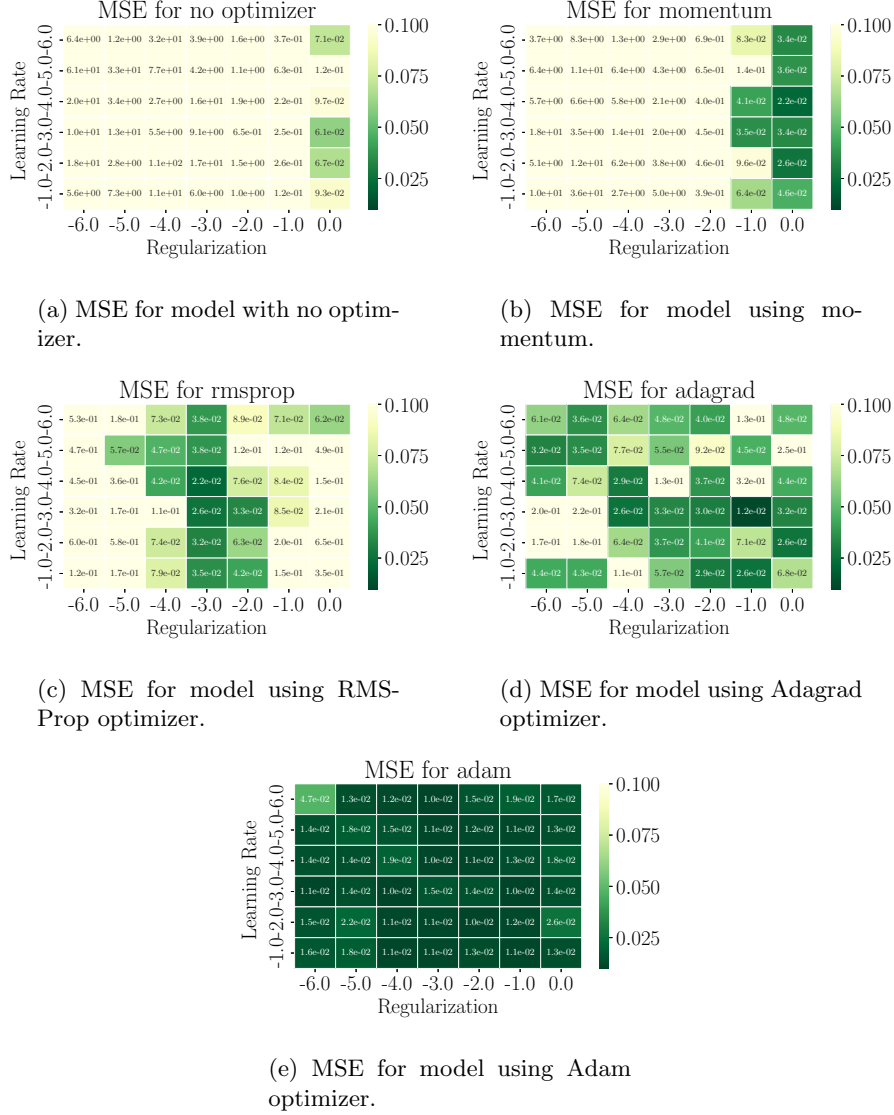 MSE for no optimizer
Learning Rate
-1.0-2.0-3.0-4.0-5.0-6.0
6.4e+00 1.2e+00 3.2e+01 3.9e+00 1.6e+00 3.7e-01 7.1e-02
6.1e+01 3.3e+01 7.7e+01 4.2e+01 1.1e+00 6.3e-01 1.2e-01
2.0e+01 3.4e+00 2.7e+00 1.6e+01 1.9e+00 2.2e-01 9.7e-02
1.0e+01 1.3e+01 5.5e+00 9.1e+00 6.5e-01 2.5e-01 6.1e-02
1.8e+01 2.8e+00 1.1e+02 1.7e+01 1.5e+00 2.6e-01 6.7e-02
5.6e+00 7.3e+00 1.1e+01 6.0e+00 1.0e+00 1.2e-01 9.3e-02
-6.0 -5.0 -4.0 -3.0 -2.0 -1.0 0.0
Regularization
0.100
0.075
0.050
0.025
(a) MSE for model with no optim-
izer.
MSE for momentum
Learning Rate
-1.0-2.0-3.0-4.0-5.0-6.0
3.7e+00 8.3e+00 1.3e+00 2.9e+00 6.9e-01 8.3e-02 3.4e-02
6.4e+00 1.1e+01 6.4e+00 4.3e+00 6.5e-01 1.4e-01 3.6e-02
5.7e+00 6.6e+00 5.8e+00 2.1e+00 4.0e-01 4.1e-02 2.2e-02
1.8e+01 3.5e+00 1.4e+01 2.0e+00 4.5e-01 3.5e-02 3.4e-02
5.1e+00 1.2e+01 6.2e+00 3.8e+00 4.6e-01 9.6e-02 2.6e-02
1.0e+01 3.6e+01 2.7e+00 5.0e+00 3.9e-01 6.4e-02 4.6e-02
-6.0 -5.0 -4.0 -3.0 -2.0 -1.0 0.0
Regularization
0.100
0.075
0.050
0.025
(b) MSE for model using mo-
mentum.
MSE for rmsprop
Learning Rate
-1.0-2.0-3.0-4.0-5.0-6.0
5.3e-01 1.8e-01 7.3e-02 3.8e-02 8.9e-02 7.1e-02 6.2e-02
4.7e-01 5.7e-02 4.7e-02 3.8e-02 1.2e-01 1.2e-01 4.9e-01
4.5e-01 3.6e-01 4.2e-02 2.2e-02 7.6e-02 8.4e-02 1.5e-01
3.2e-01 1.7e-01 1.1e-01 2.6e-02 3.3e-02 8.5e-02 2.1e-01
6.0e-01 5.8e-01 7.4e-02 3.2e-02 6.3e-02 2.0e-01 6.5e-01
1.2e-01 1.7e-01 7.9e-02 3.5e-02 4.2e-02 1.5e-01 3.5e-01
-6.0 -5.0 -4.0 -3.0 -2.0 -1.0 0.0
Regularization
0.100
0.075
0.050
0.025
(c) MSE for model using RMS-
Prop optimizer.
MSE for adagrad
Learning Rate
-1.0-2.0-3.0-4.0-5.0-6.0
6.1e-02 3.6e-02 6.4e-02 4.8e-02 4.0e-02 1.3e-01 4.8e-02
3.2e-02 3.5e-02 7.7e-02 5.5e-02 9.2e-02 4.5e-02 2.5e-01
4.1e-02 7.4e-02 2.9e-02 1.3e-01 3.7e-02 3.2e-01 4.4e-02
2.0e-01 2.2e-01 2.6e-02 3.3e-02 3.0e-02 1.2e-02 3.2e-02
1.7e-01 1.8e-01 6.4e-02 3.7e-02 4.1e-02 7.1e-02 2.6e-02
4.4e-02 4.3e-02 1.1e-01 5.7e-02 2.9e-02 2.6e-02 6.8e-02
-6.0 -5.0 -4.0 -3.0 -2.0 -1.0 0.0
Regularization
0.100
0.075
0.050
0.025
(d) MSE for model using Adagrad
optimizer.
MSE for adam
Learning Rate
-1.0-2.0-3.0-4.0-5.0-6.0
4.7e-02 1.3e-02 1.2e-02 1.0e-02 1.5e-02 1.9e-02 1.7e-02
1.4e-02 1.8e-02 1.5e-02 1.1e-02 1.2e-02 1.1e-02 1.3e-02
1.4e-02 1.4e-02 1.9e-02 1.0e-02 1.1e-02 1.3e-02 1.8e-02
1.1e-02 1.4e-02 1.0e-02 1.5e-02 1.4e-02 1.0e-02 1.4e-02
1.5e-02 2.2e-02 1.1e-02 1.1e-02 1.0e-02 1.2e-02 2.6e-02
1.6e-02 1.8e-02 1.1e-02 1.1e-02 1.3e-02 1.1e-02 1.3e-02
-6.0 -5.0 -4.0 -3.0 -2.0 -1.0 0.0
Regularization
0.100
0.075
0.050
0.025
(e) MSE for model using Adam
optimizer.